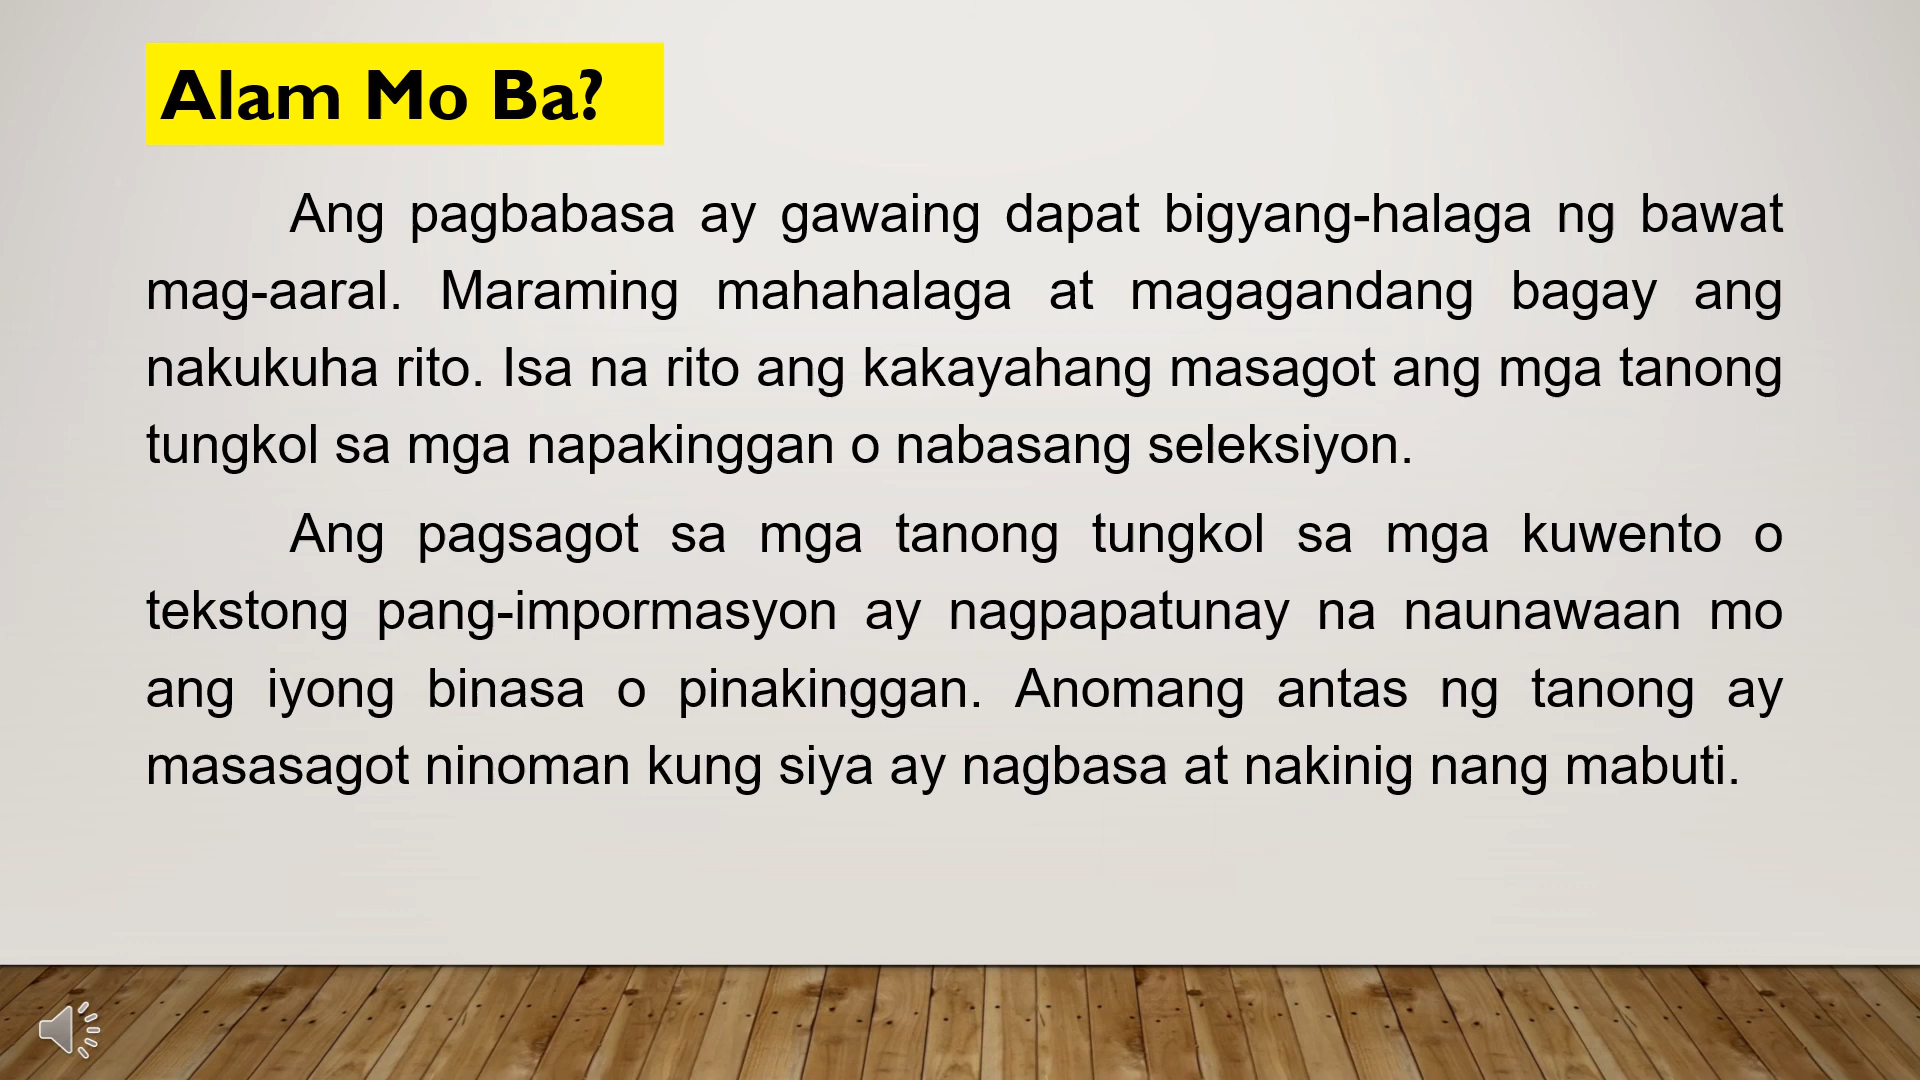 Alam Mo Ba?
Ang pagbabasa ay gawaing dapat bigyang-halaga ng bawat
mag-aaral. Maraming mahahalaga at magagandang bagay ang
nakukuha rito. Isa na rito ang kakayahang masagot ang mga tanong
tungkol sa mga napakinggan o nabasang seleksiyon.
Ang pagsagot sa mga tanong tungkol sa mga kuwento o
tekstong pang-impormasyon ay nagpapatunay na naunawaan mo
ang iyong binasa o pinakinggan. Anomang antas ng tanong ay
masasagot ninoman kung siya ay nagbasa at nakinig nang mabuti.